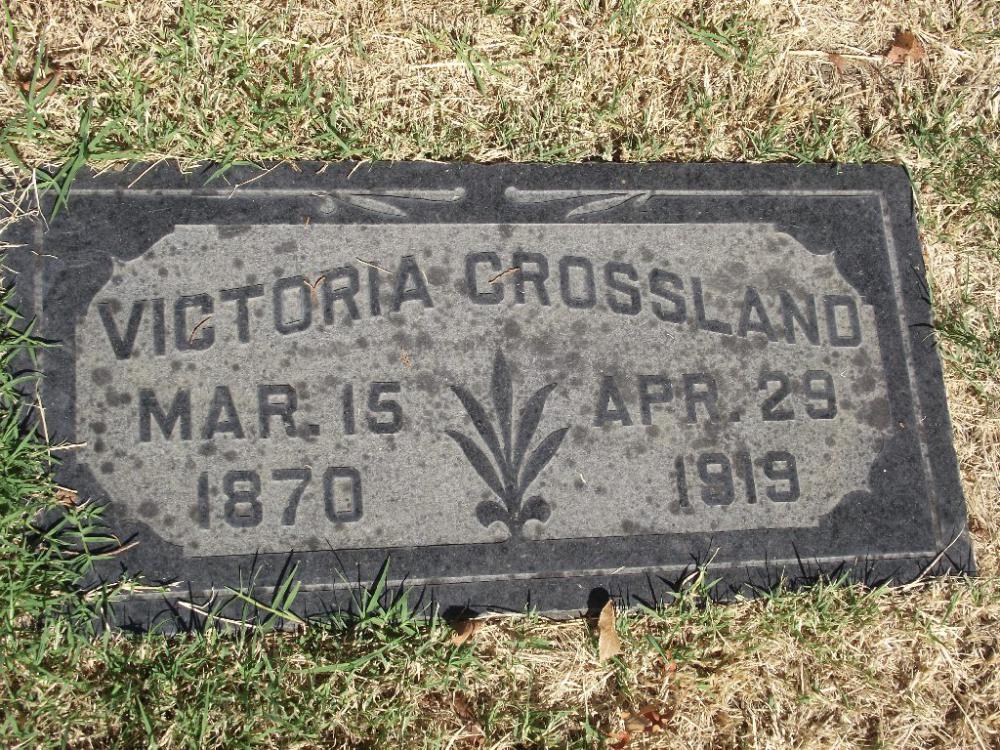 VICTORIA CROSSLAND
MAR. 15 APR. 29
1870 1919